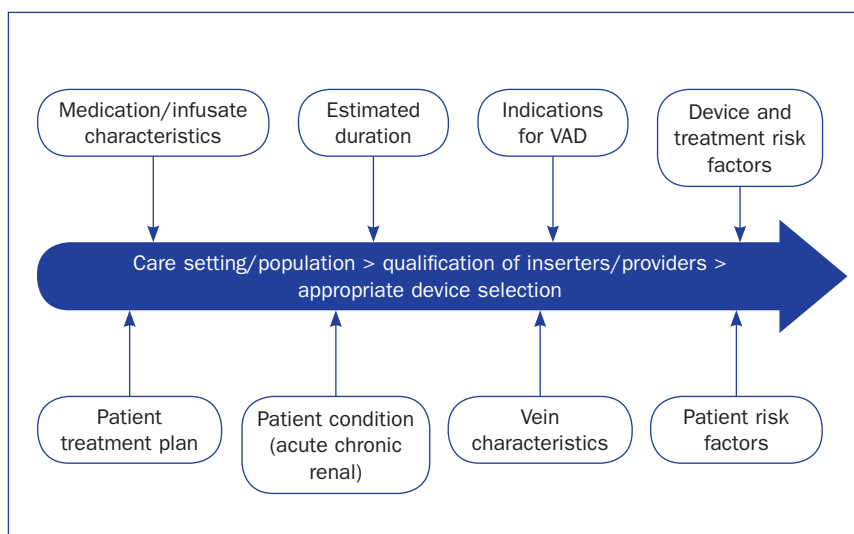 Medication/infusate
characteristics
Estimated
duration
Indications
for VAD
Device and
treatment risk
factors
Care setting/population > qualification of inserters/providers >
appropriate device selection
Patient
treatment plan
Patient condition
(acute chronic
renal)
Vein
characteristics
Patient risk
factors